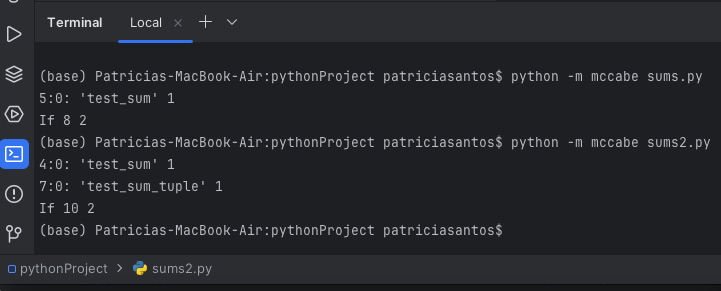 Terminal Local
(base) Patricias-MacBook-Air:pythonProject patriciasantos$ python -m mccabe sums.py
5:0: 'test_sum' 1
If 8 2
(base) Patricias-MacBook-Air:pythonProject patriciasantos$ python -m mccabe sums2.py
4:0: 'test_sum' 1
7:0: 'test_sum_tuple' 1
If 10 2
(base) Patricias-MacBook-Air:pythonProject patriciasantos$
pythonProject > sums2.py